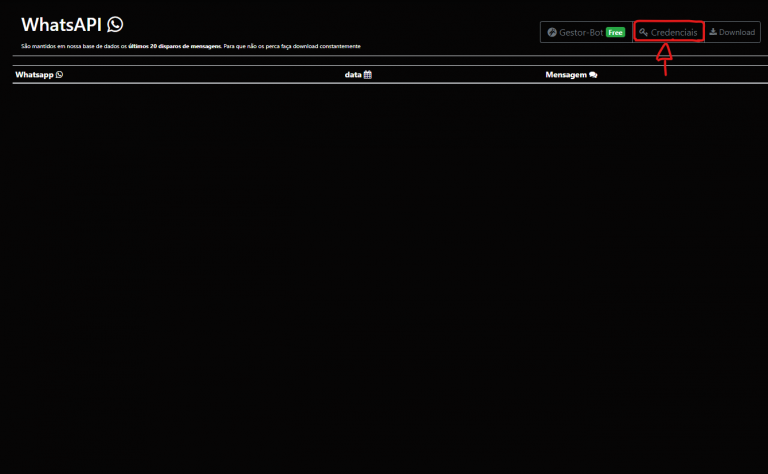 WhatsAPI
Gestor-Bot Free Credenciais Download
São mantidos em nossa base de dados os últimos 20 disparos de mensagens. Para que não os perca faça download constantemente
Whatsapp data Mensagem